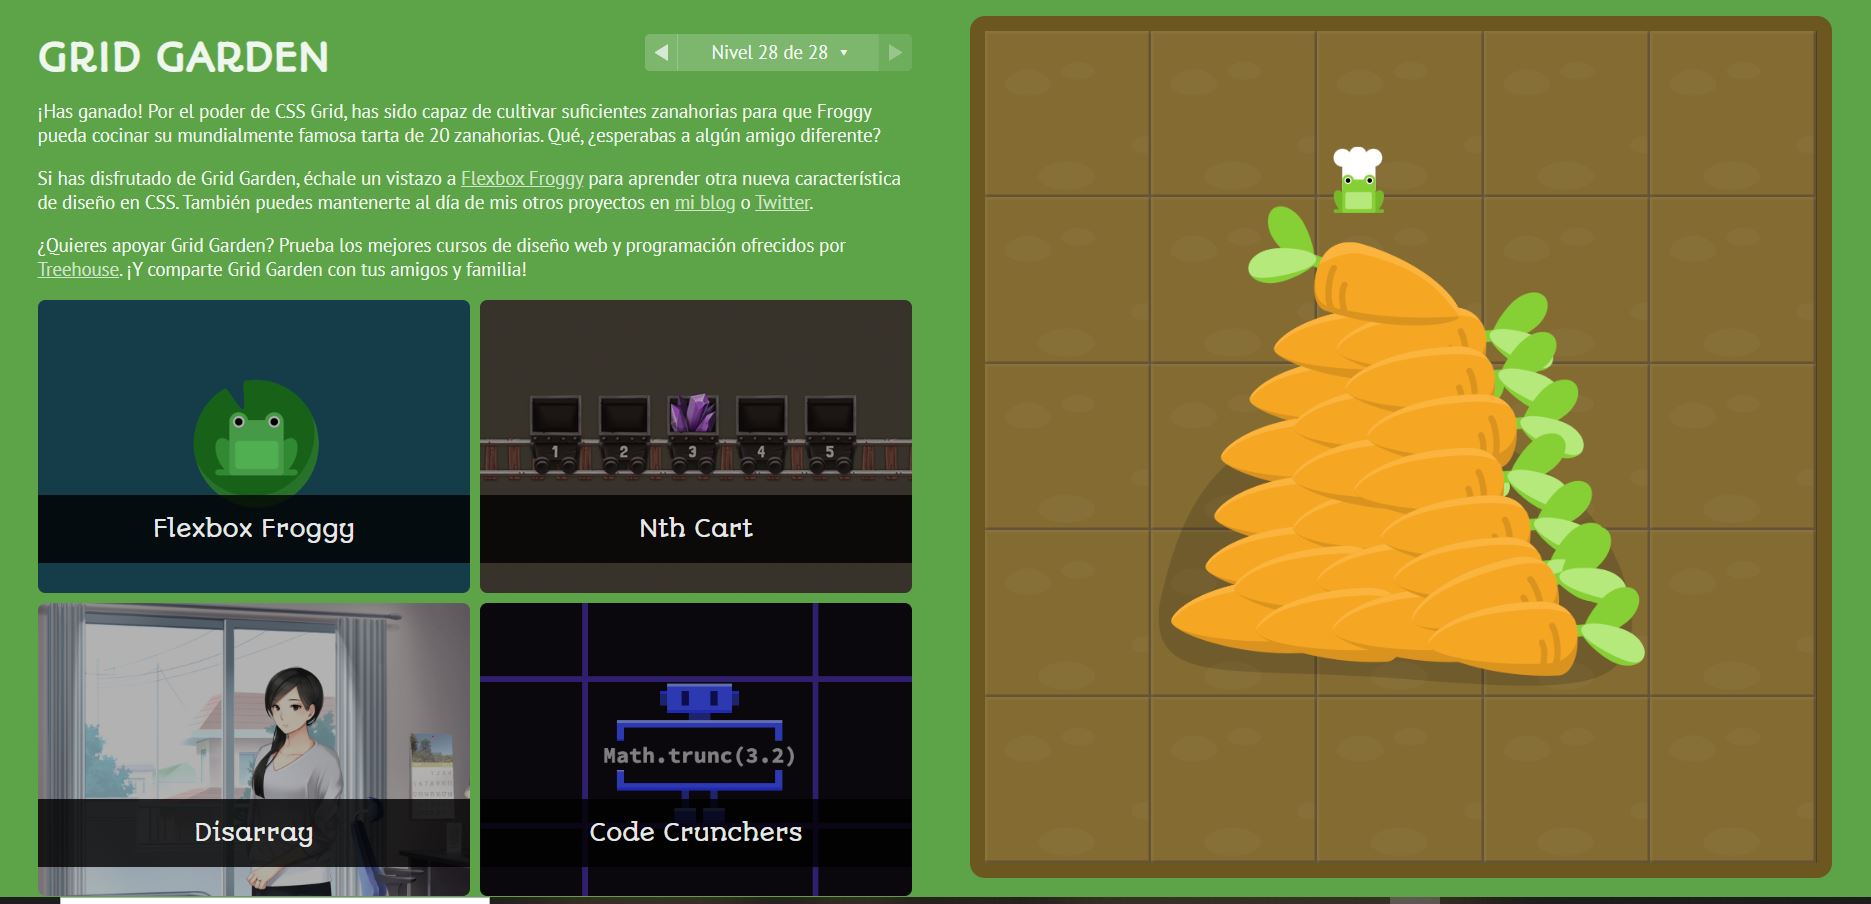 GRID GARDEN
Nivel 28 de 28
¡Has ganado! Por el poder de CSS Grid, has sido capaz de cultivar suficientes zanahorias para que Froggy
pueda cocinar su mundialmente famosa tarta de 20 zanahorias. Qué, ¿esperabas a algún amigo diferente?
Si has disfrutado de Grid Garden, échale un vistazo a Flexbox Froggy para aprender otra nueva característica
de diseño en CSS. También puedes mantenerte al día de mis otros proyectos en mi blog o Twitter.
¿Quieres apoyar Grid Garden? Prueba los mejores cursos de diseño web y programación ofrecidos por
Treehouse. ¡Y comparte Grid Garden con tus amigos y familia!
Flexbox Froggy
1 2 3 4 5
Nth Cart
Disarray
Math.trunc(3.2)
Code Crunchers